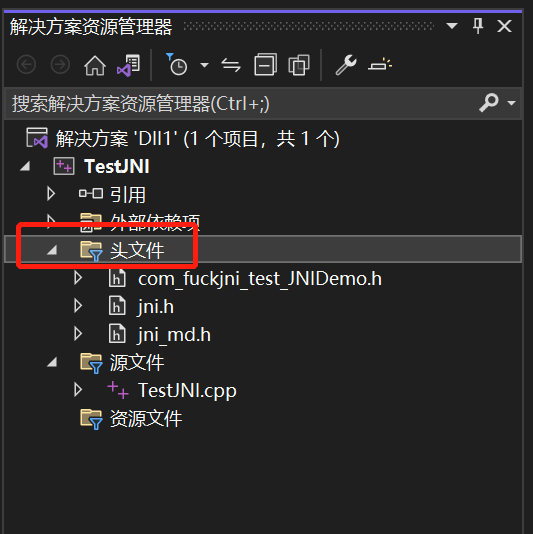 解决方案资源管理器
搜索解决方案资源管理器(Ctrl+;)
解决方案 'Dll1' (1 个项目，共 1 个)
TestJNI
引用
外部依赖项
头文件
com_fuckjni_test_JNIDemo.h
jni.h
jni_md.h
源文件
TestJNI.cpp
资源文件